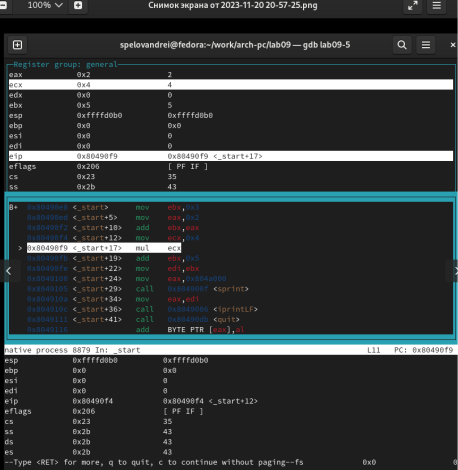 100%
Снимок экрана от 2023-11-20 20-57-25.png
spelovandrei@fedora:~/work/arch-pc/lab09 — gdb lab09-5
Register group: general
eax 0x2 2
ecx 0x4 4
edx 0x0 0
ebx 0x5 5
esp 0xffffd0b0 0xffffd0b0
ebp 0x0 0x0
esi 0x0 0
edi 0x0 0
eip 0x80490f9 0x80490f9 <_start+17>
eflags 0x206 [ PF IF ]
cs 0x23 35
ss 0x2b 43
B+ 0x80490e8 <_start> mov ebx,0x3
0x80490ed <_start+5> mov eax,0x2
0x80490f2 <_start+10> add ebx,eax
0x80490f4 <_start+12> mov ecx,0x4
> 0x80490f9 <_start+17> mul ecx
0x80490fb <_start+19> add ebx,0x5
0x80490fe <_start+22> mov edi,ebx
0x8049100 <_start+24> mov eax,0x804a000
0x8049105 <_start+29> call 0x804900f <sprint>
0x804910a <_start+34> mov eax,edi
0x804910c <_start+36> call <iprintLF>
0x8049111 <_start+41> call 0x80490db <quit>
0x8049116 add BYTE PTR [eax],al
native process 8879 In: _start L11 PC: 0x80490f9
esp 0xffffd0b0 0xffffd0b0
ebp 0x0 0x0
esi 0x0 0
edi 0x0 0
eip 0x80490f4 0x80490f4 <_start+12>
eflags 0x206 [ PF IF ]
cs 0x23 35
ss 0x2b 43
ds 0x2b 43
es 0x2b 43
--Type <RET> for more, q to quit, c to continue without paging--fs 0x0 0